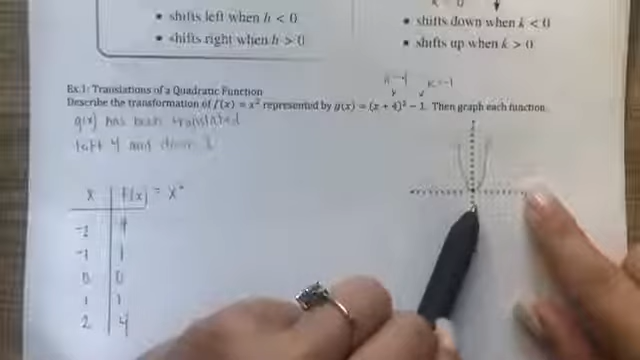 • shifts left when h < 0
• shifts right when h > 0
• shifts down when k < 0
• shifts up when k > 0
k=-1
Ex.1: Translations of a Quadratic Function
Describe the transformation of f(x) = x² represented by g(x) = (x + 4)² − 1. Then graph each function.
g(x) has been translated
left 4 and down 1
x f(x) = x²
-2 4
-1 1
0 0
1 1
2 4